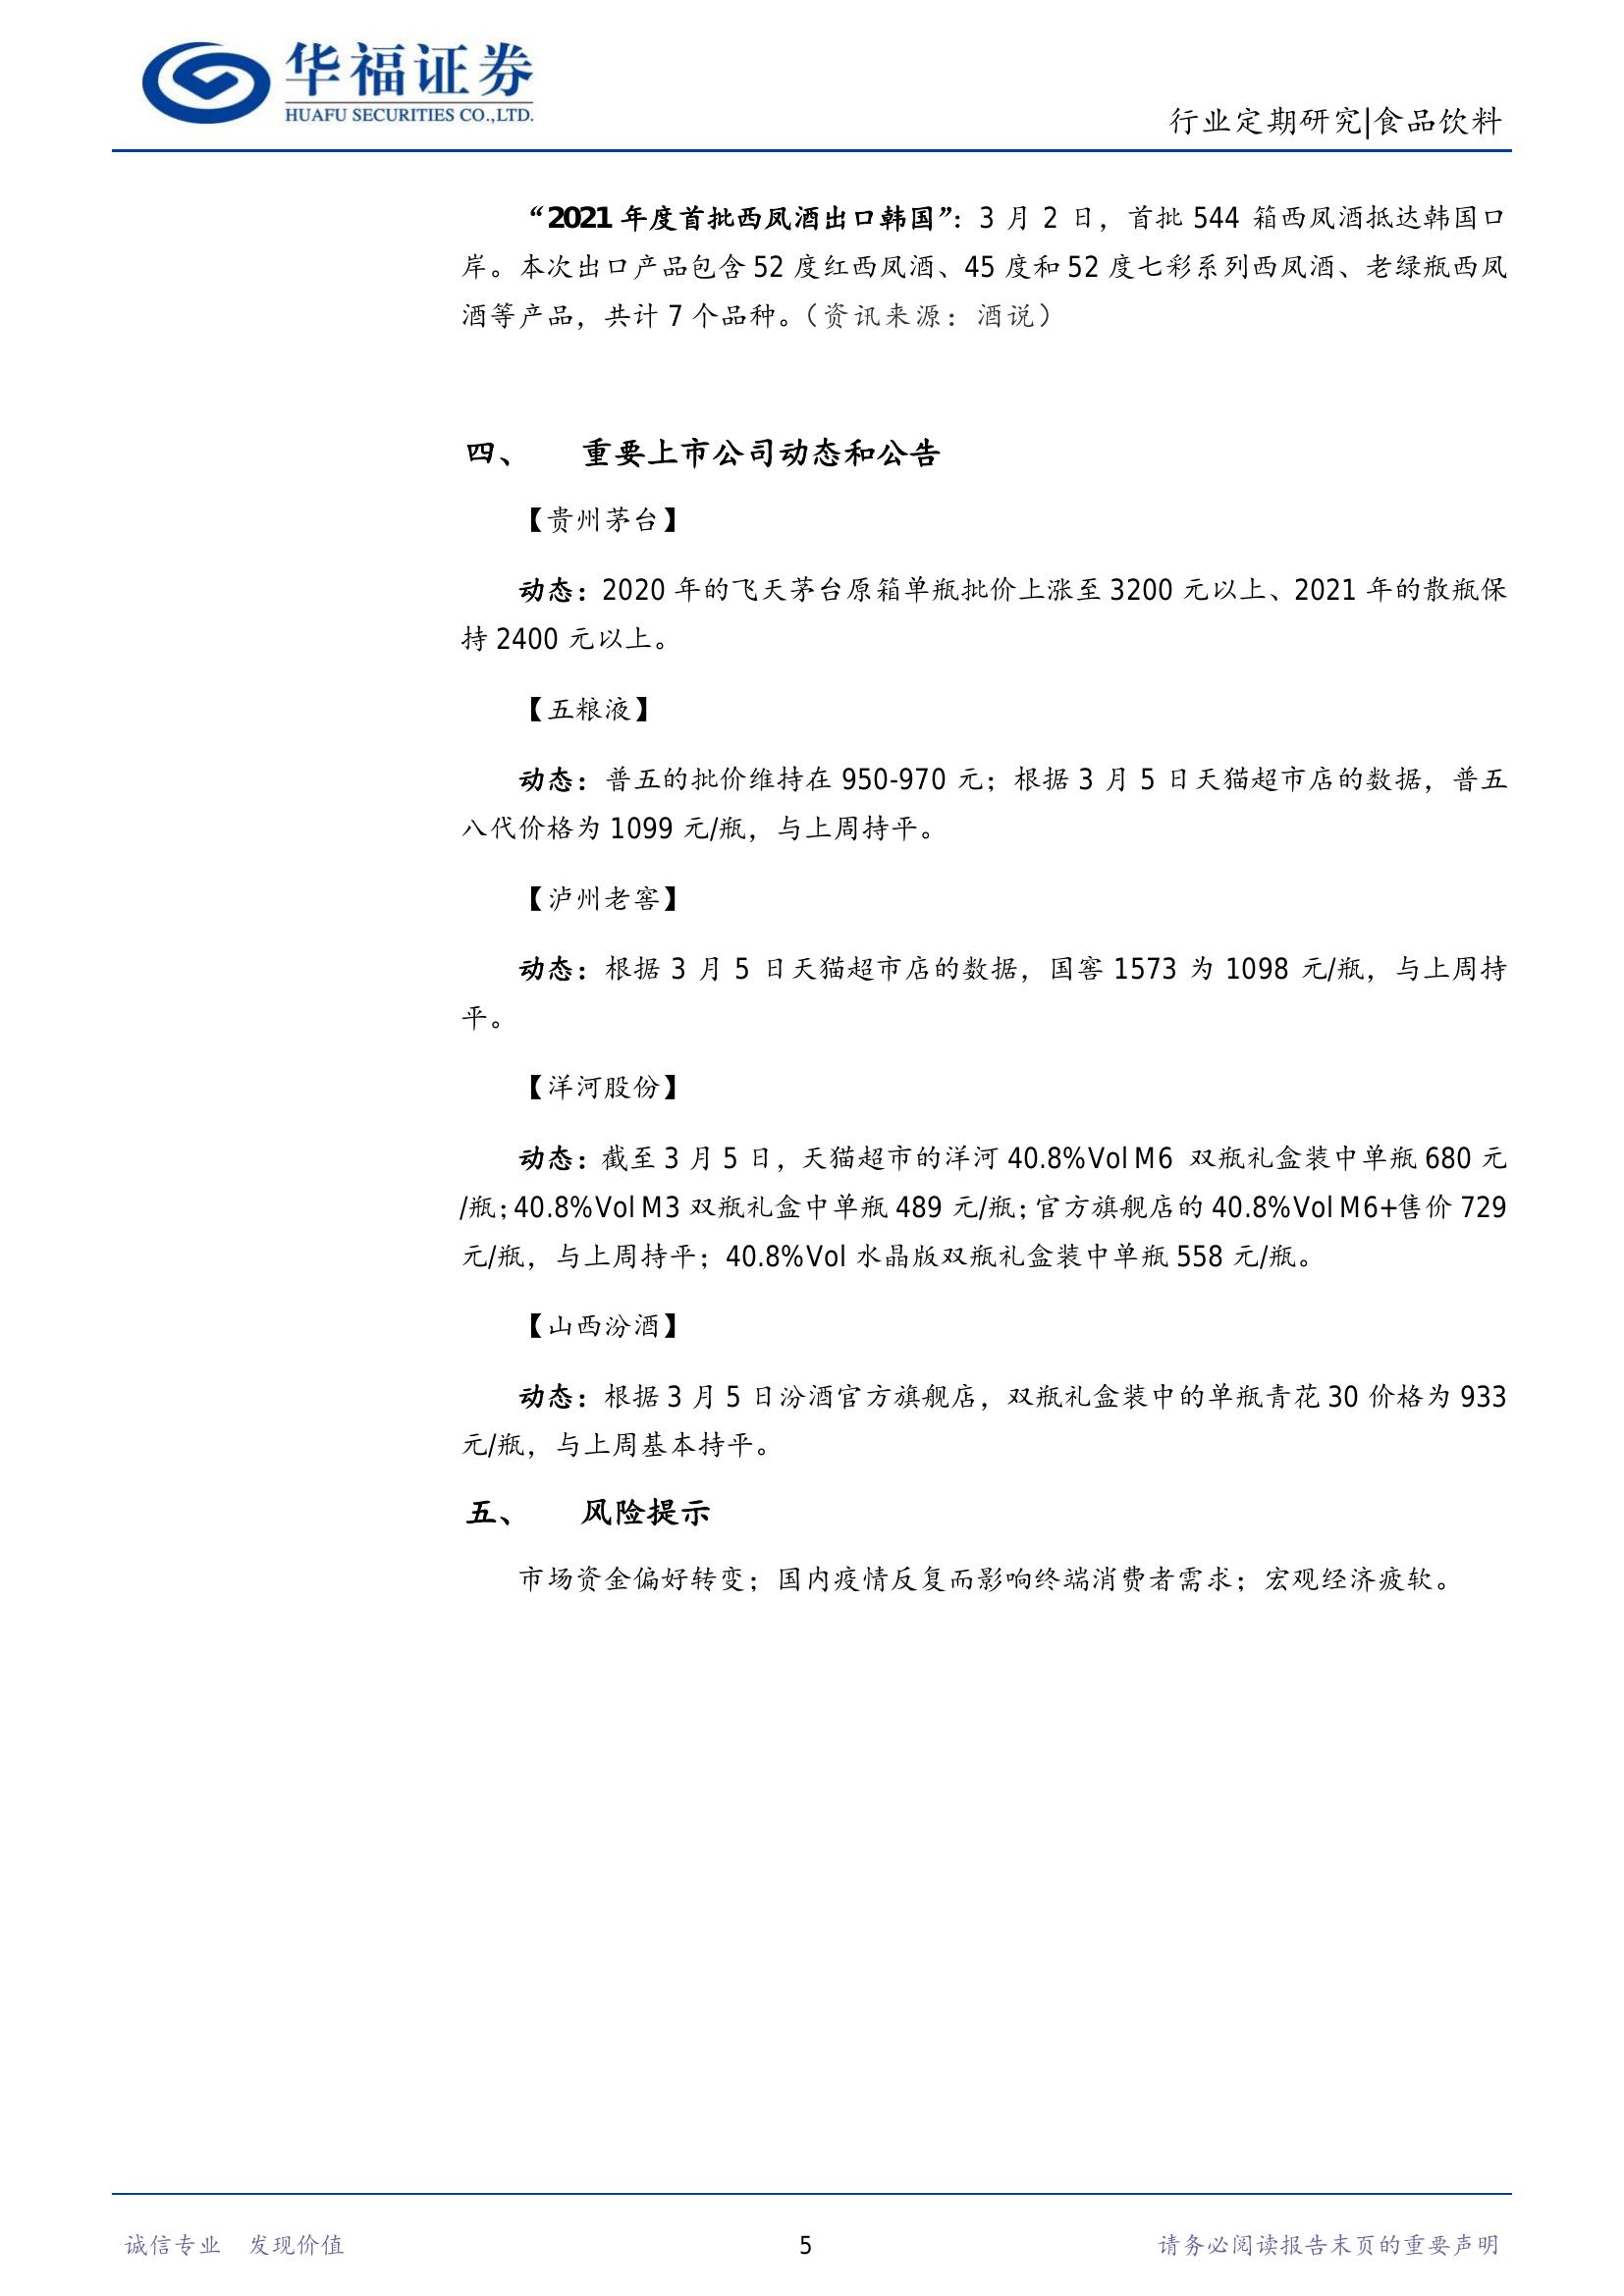 华福证券
HUAFU SECURITIES CO.,LTD.
行业定期研究|食品饮料
“2021 年度首批西凤酒出口韩国”：3 月 2 日，首批 544 箱西凤酒抵达韩国口
岸。本次出口产品包含 52 度红西凤酒、45 度和 52 度七彩系列西凤酒、老绿瓶西凤
酒等产品，共计 7 个品种。（资讯来源：酒说）
四、 重要上市公司动态和公告
【贵州茅台】
动态：2020 年的飞天茅台原箱单瓶批价上涨至 3200 元以上、2021 年的散瓶保
持 2400 元以上。
【五粮液】
动态：普五的批价维持在 950-970 元；根据 3 月 5 日天猫超市店的数据，普五
八代价格为 1099 元/瓶，与上周持平。
【泸州老窖】
动态：根据 3 月 5 日天猫超市店的数据，国窖 1573 为 1098 元/瓶，与上周持
平。
【洋河股份】
动态：截至 3 月 5 日，天猫超市的洋河 40.8%Vol M6 双瓶礼盒装中单瓶 680 元
/瓶；40.8%Vol M3 双瓶礼盒中单瓶 489 元/瓶；官方旗舰店的 40.8%Vol M6+售价 729
元/瓶，与上周持平；40.8%Vol 水晶版双瓶礼盒装中单瓶 558 元/瓶。
【山西汾酒】
动态：根据 3 月 5 日汾酒官方旗舰店，双瓶礼盒装中的单瓶青花 30 价格为 933
元/瓶，与上周基本持平。
五、 风险提示
市场资金偏好转变；国内疫情反复而影响终端消费者需求；宏观经济疲软。
诚信专业 发现价值
5
请务必阅读报告末页的重要声明